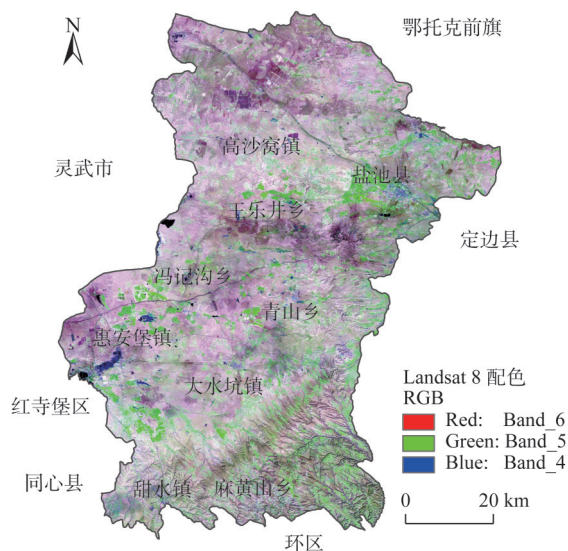 N
鄂托克前旗
高沙窝镇
灵武市
盐池县
王乐井乡
定边县
冯记沟乡
青山乡
惠安堡镇
大水坑镇
红寺堡区
同心县
甜水镇
麻黄山乡
环区
Landsat 8 配色
RGB
Red: Band_6
Green: Band_5
Blue: Band_4
0 20 km